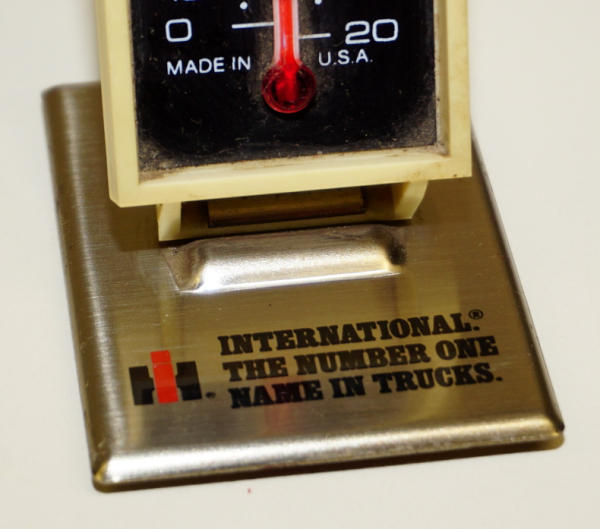 0 20
MADE IN U.S.A.
INTERNATIONAL.®
THE NUMBER ONE
NAME IN TRUCKS.